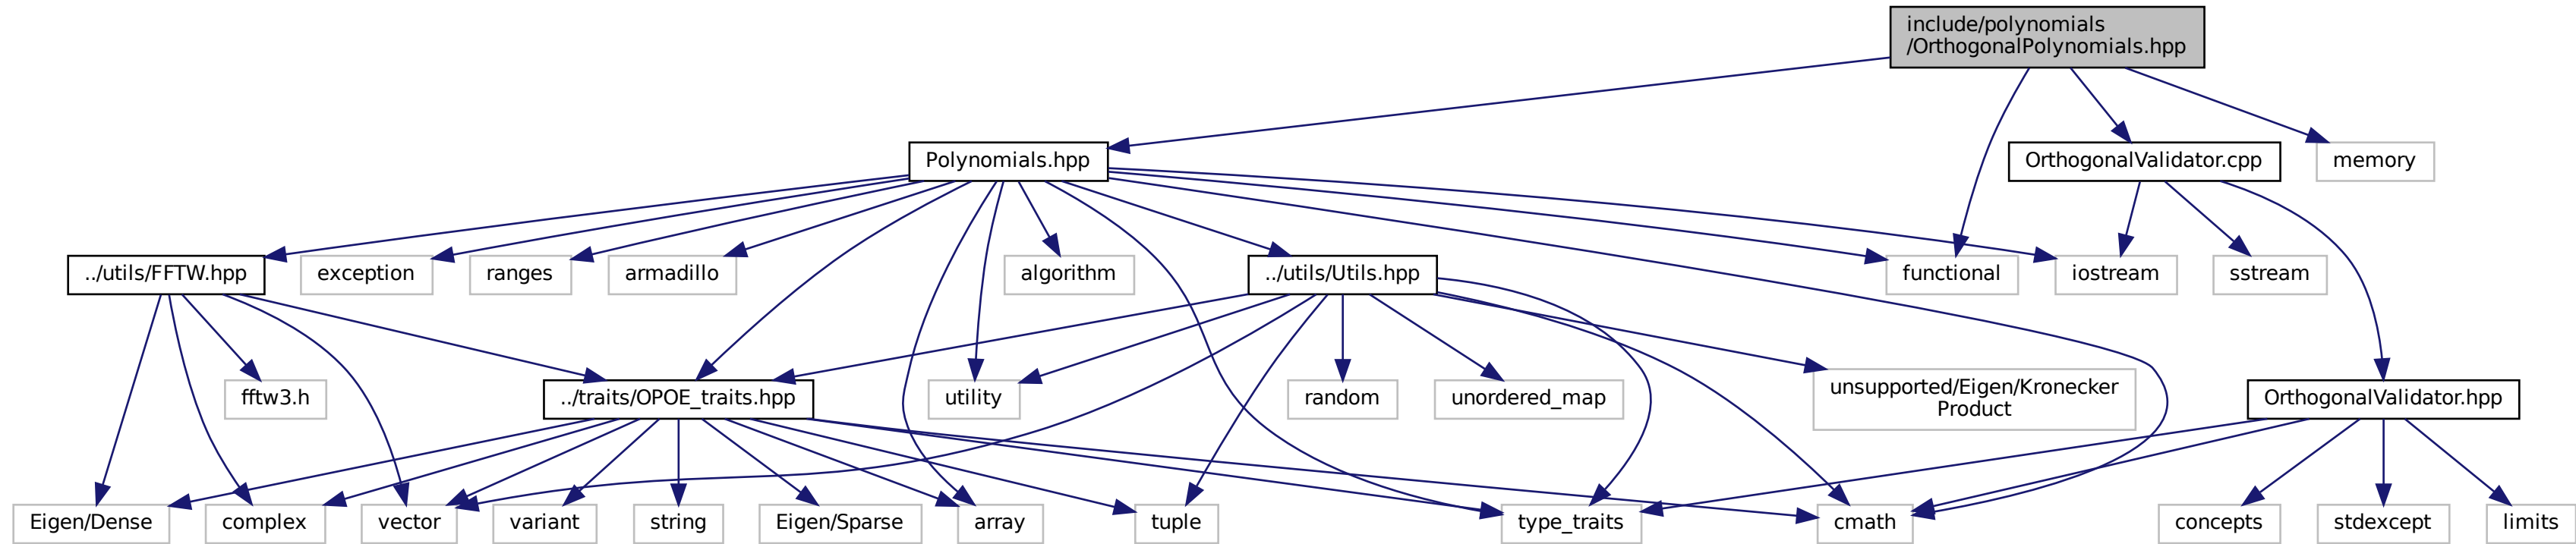 include/polynomials
/OrthogonalPolynomials.hpp
Polynomials.hpp
OrthogonalValidator.cpp
memory
../utils/FFTW.hpp
exception
ranges
armadillo
algorithm
../utils/Utils.hpp
functional
iostream
sstream
fftw3.h
../traits/OPOE_traits.hpp
utility
random
unordered_map
unsupported/Eigen/Kronecker
Product
OrthogonalValidator.hpp
Eigen/Dense
complex
vector
variant
string
Eigen/Sparse
array
tuple
type_traits
cmath
concepts
stdexcept
limits